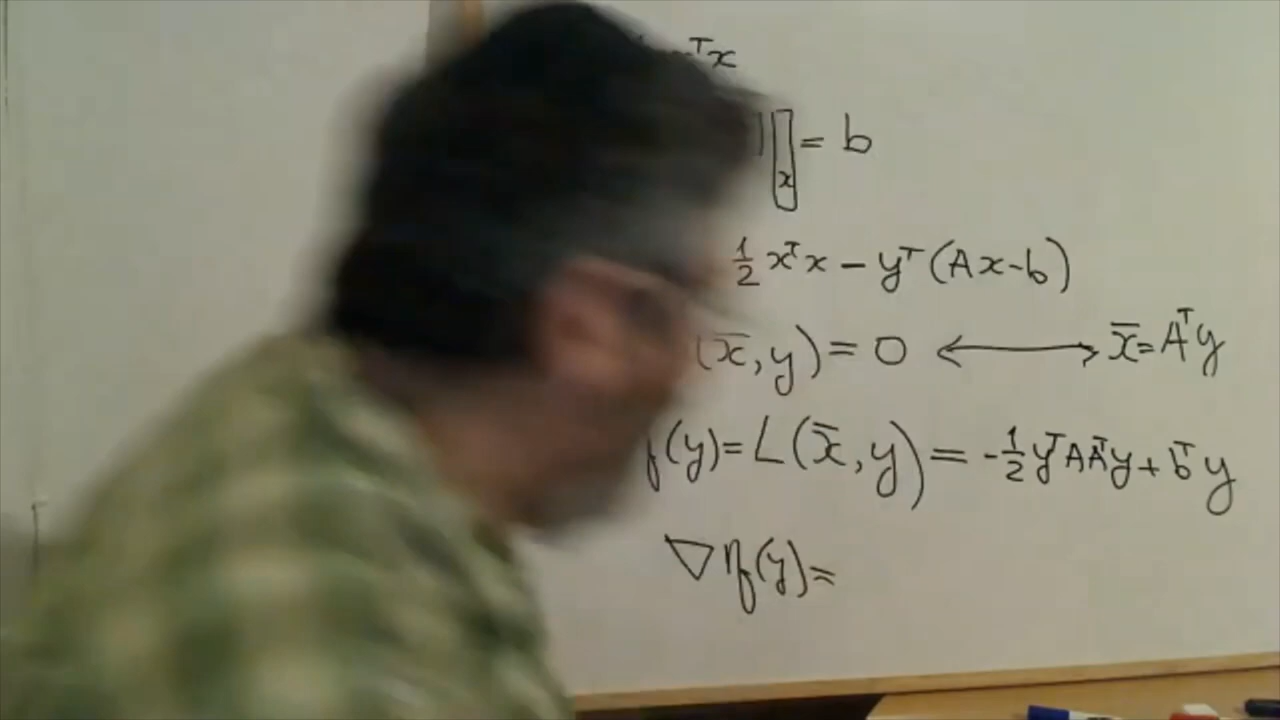 ᵀx
x = b
½ xᵀx − yᵀ(Ax−b)
(x̄, y) = 0 ⟷ x̄ = Aᵀy
(y) = L(x̄, y) = -½ yᵀAAᵀy + bᵀy
∇ (y) =